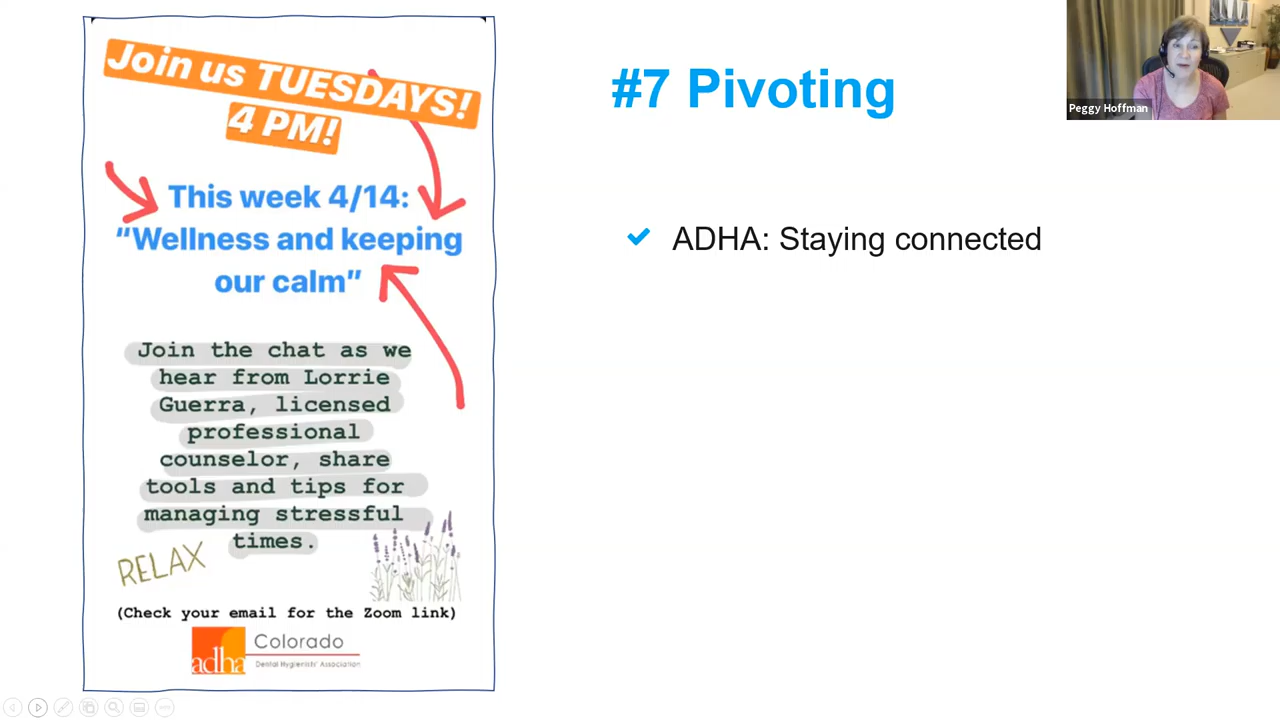 Join us TUESDAYS!
4 PM!
This week 4/14:
“Wellness and keeping
our calm”
Join the chat as we
hear from Lorrie
Guerra, licensed
professional
counselor, share
tools and tips for
managing stressful
times.
RELAX
(Check your email for the Zoom link)
adha
Colorado
Dental Hygienists' Association
#7 Pivoting
ADHA: Staying connected
Peggy Hoffman